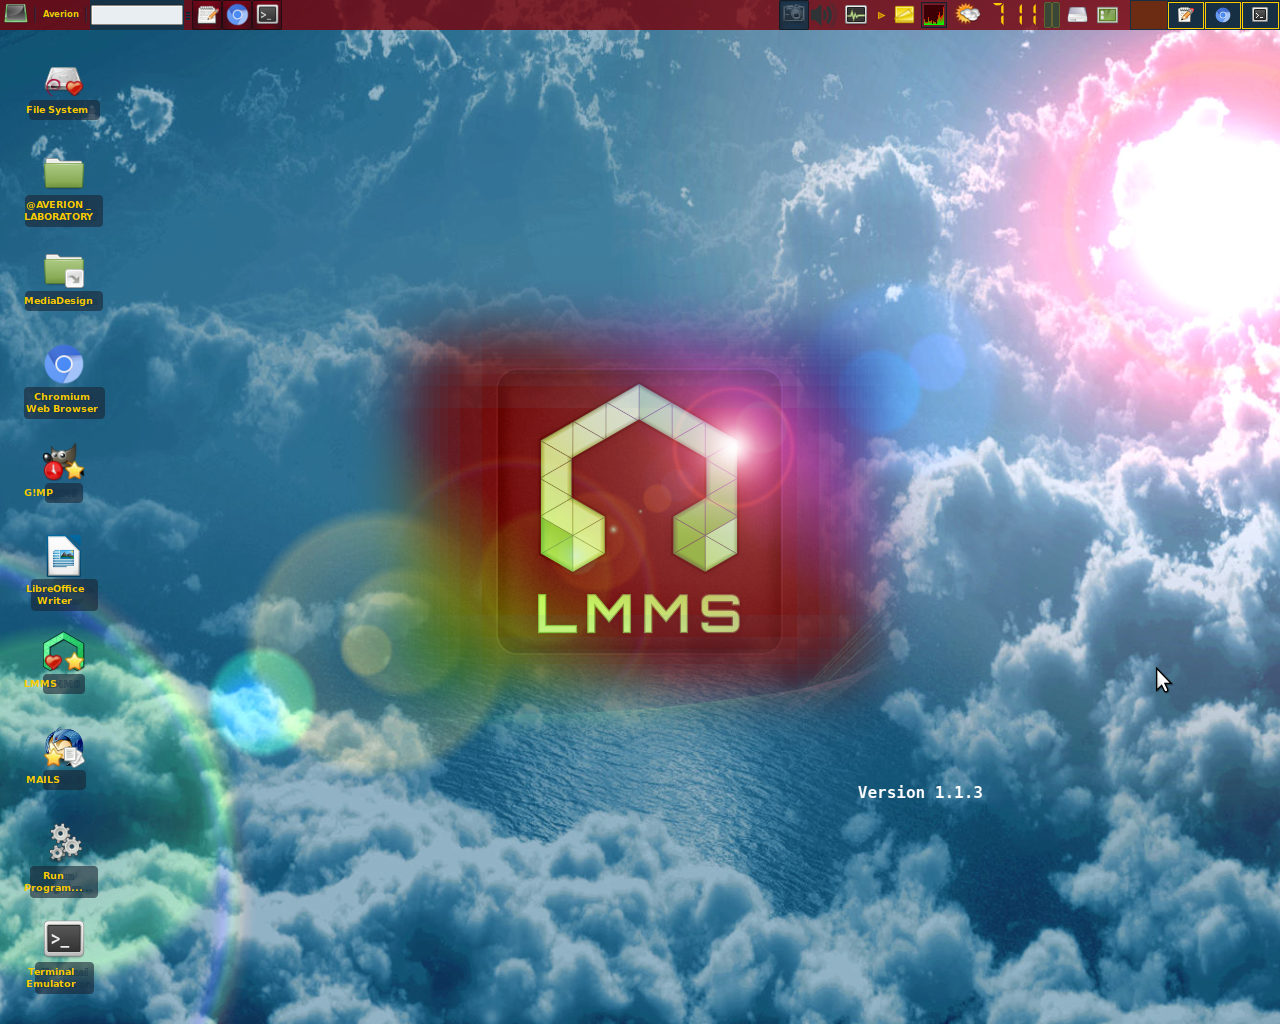 Averion
File System
@AVERION _
LABORATORY
MediaDesign
Chromium
Web Browser
G!MP
LibreOffice
Writer
LMMS
MAILS
Run
Program...
Terminal
Emulator
LMMS
Version 1.1.3